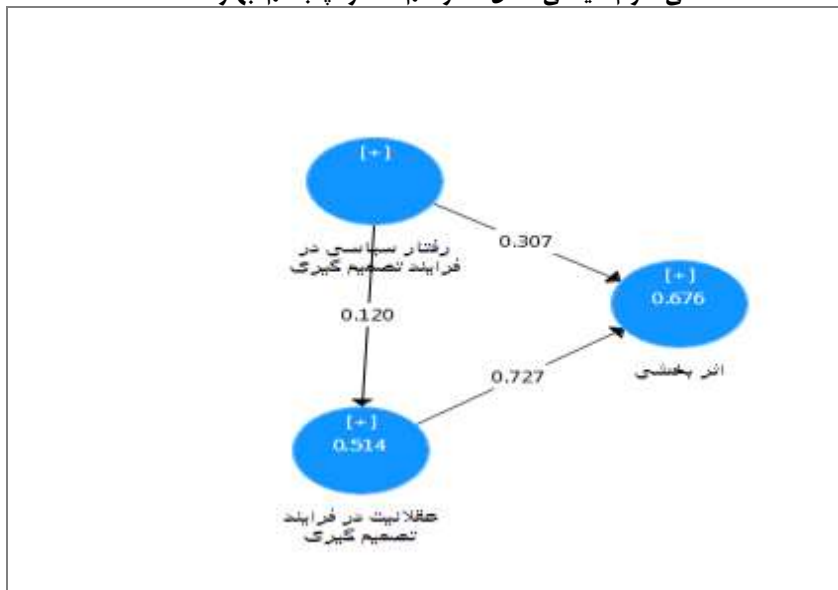 [+]
رفتار سیاسی در
فرایند تصمیم گیری
0.307
[+]
0.676
اثر بخشی
0.120
0.727
[+]
0.514
عقلانیت در فرایند
تصمیم گیری